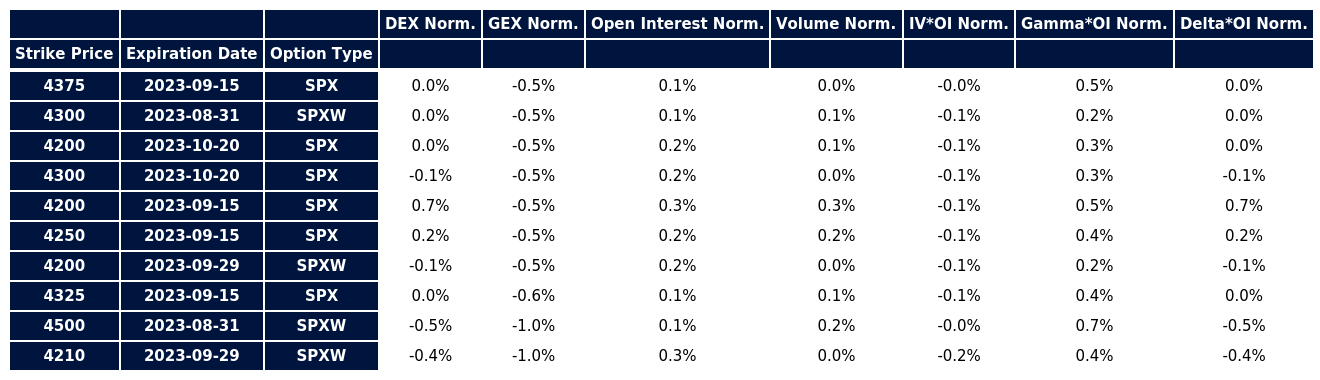 DEX Norm. GEX Norm. Open Interest Norm. Volume Norm. IV*OI Norm. Gamma*OI Norm. Delta*OI Norm.
Strike Price Expiration Date Option Type
4375 2023-09-15 SPX 0.0% -0.5% 0.1% 0.0% -0.0% 0.5% 0.0%
4300 2023-08-31 SPXW 0.0% -0.5% 0.1% 0.1% -0.1% 0.2% 0.0%
4200 2023-10-20 SPX 0.0% -0.5% 0.2% 0.1% -0.1% 0.3% 0.0%
4300 2023-10-20 SPX -0.1% -0.5% 0.2% 0.0% -0.1% 0.3% -0.1%
4200 2023-09-15 SPX 0.7% -0.5% 0.3% 0.3% -0.1% 0.5% 0.7%
4250 2023-09-15 SPX 0.2% -0.5% 0.2% 0.2% -0.1% 0.4% 0.2%
4200 2023-09-29 SPXW -0.1% -0.5% 0.2% 0.0% -0.1% 0.2% -0.1%
4325 2023-09-15 SPX 0.0% -0.6% 0.1% 0.1% -0.1% 0.4% 0.0%
4500 2023-08-31 SPXW -0.5% -1.0% 0.1% 0.2% -0.0% 0.7% -0.5%
4210 2023-09-29 SPXW -0.4% -1.0% 0.3% 0.0% -0.2% 0.4% -0.4%